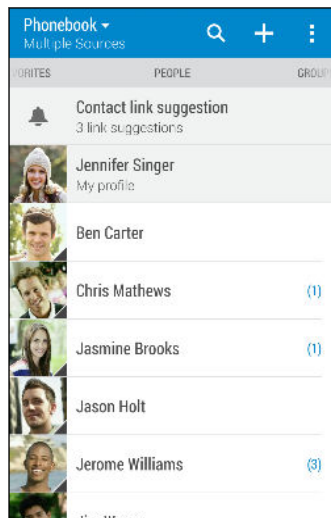 Phonebook
Multiple Sources
ORITES PEOPLE GROUP
Contact link suggestion
3 link suggestions
Jennifer Singer
My profile
Ben Carter
Chris Mathews (1)
Jasmine Brooks (1)
Jason Holt
Jerome Williams (3)